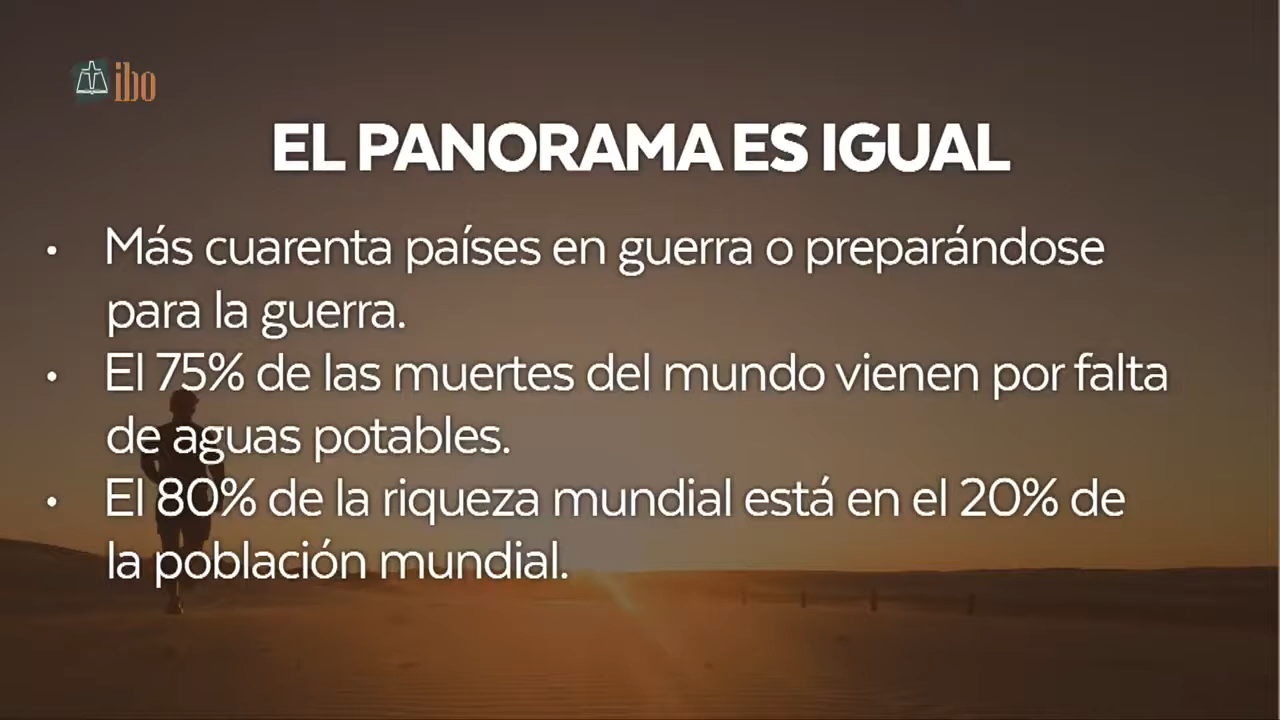 ibo
EL PANORAMA ES IGUAL
• Más cuarenta países en guerra o preparándose
para la guerra.
• El 75% de las muertes del mundo vienen por falta
de aguas potables.
• El 80% de la riqueza mundial está en el 20% de
la población mundial.